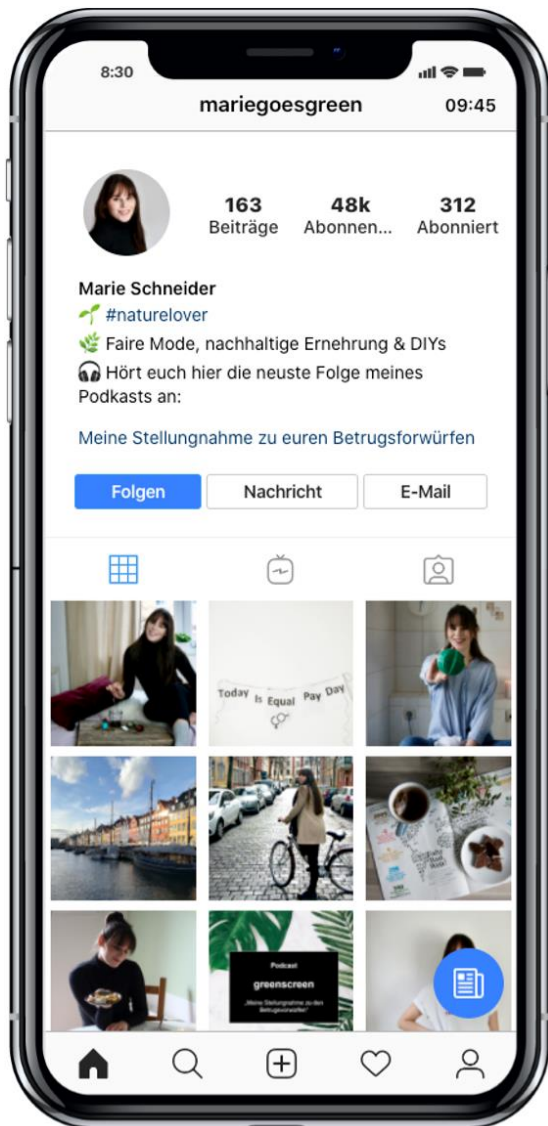 8:30
mariegoesgreen 09:45
163 48k 312
Beiträge Abonnen... Abonniert
Marie Schneider
#naturelover
Faire Mode, nachhaltige Ernehrung & DIYs
Hört euch hier die neuste Folge meines
Podkasts an:
Meine Stellungnahme zu euren Betrugsforwürfen
Folgen Nachricht E-Mail
Today Is Equal Pay Day
Podcast
greenscreen
„Meine Stellungnahme zu den
Betrugsvorwürfen"